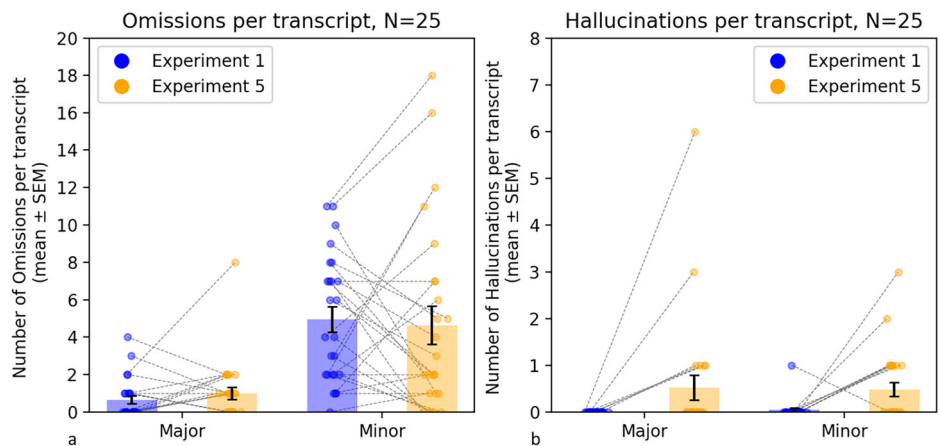 Omissions per transcript, N=25
Number of Omissions per transcript
(mean ± SEM)
20
18
16
14
12
10
8
6
4
2
0
Experiment 1
Experiment 5
Major
Minor
a
Hallucinations per transcript, N=25
Number of Hallucinations per transcript
(mean ± SEM)
8
7
6
5
4
3
2
1
0
Experiment 1
Experiment 5
Major
Minor
b